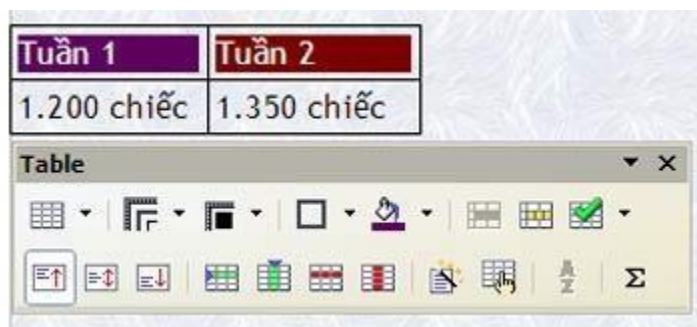 Tuần 1 Tuần 2
1.200 chiếc 1.350 chiếc
Table
A
Z
Σ